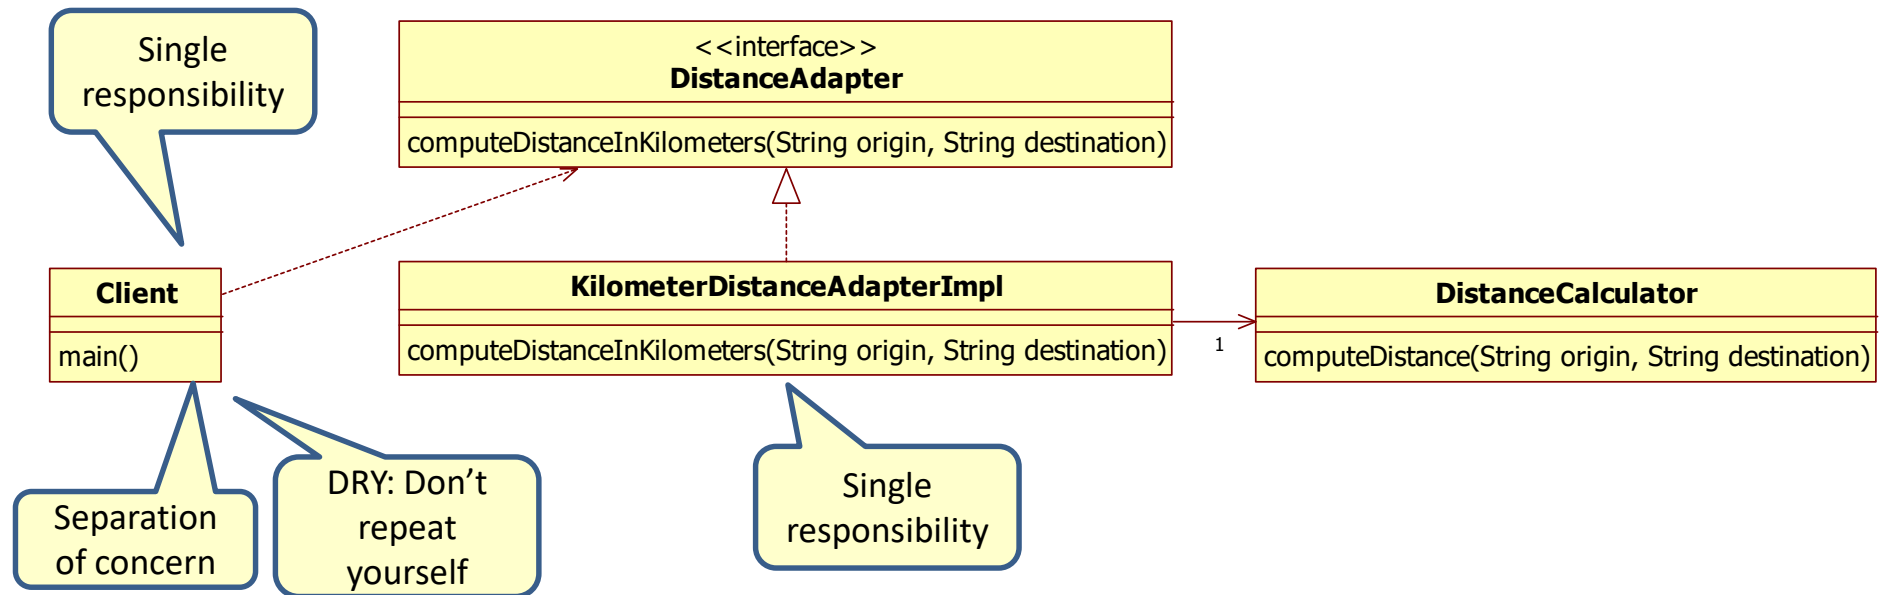 Single
responsibility
<<interface>>
DistanceAdapter
computeDistanceInKilometers(String origin, String destination)
Client
main()
KilometerDistanceAdapterImpl
computeDistanceInKilometers(String origin, String destination)
1
DistanceCalculator
computeDistance(String origin, String destination)
Separation
of concern
DRY: Don’t
repeat
yourself
Single
responsibility